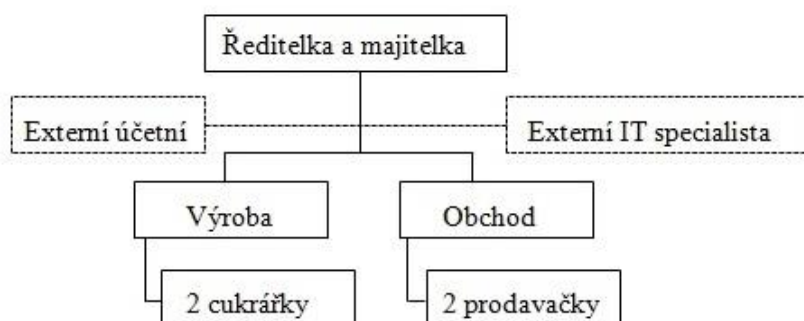 Ředitelka a majitelka
Externí účetní
Externí IT specialista
Výroba
Obchod
2 cukrářky
2 prodavačky